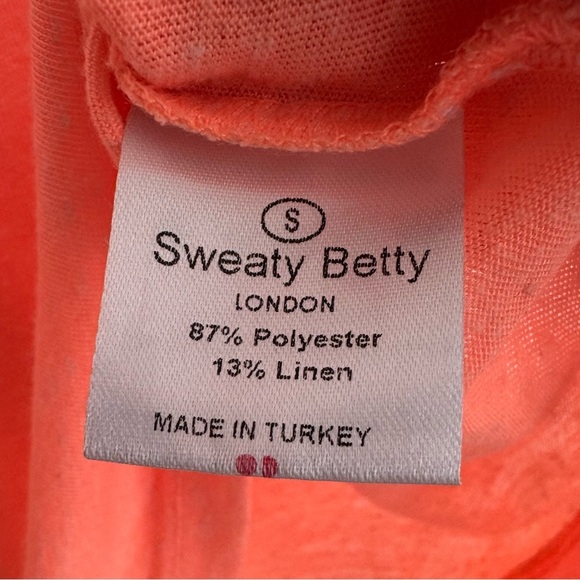 S
Sweaty Betty
LONDON
87% Polyester
13% Linen
MADE IN TURKEY